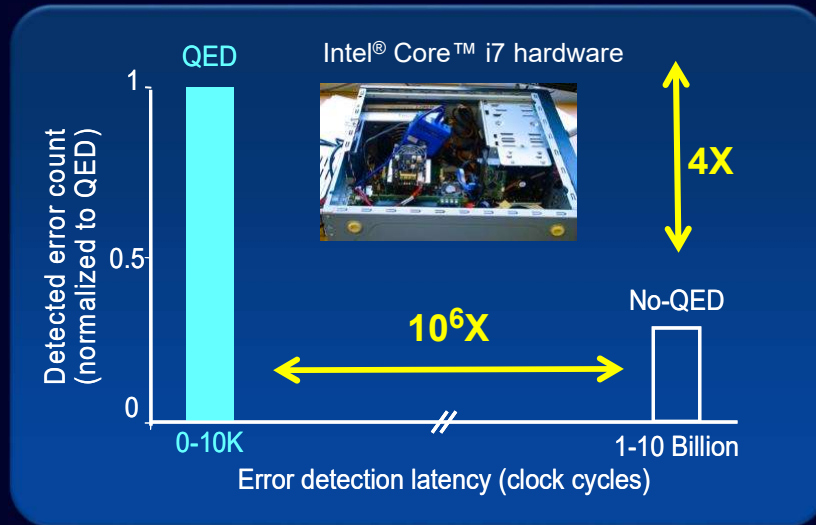 QED
Intel® Core™ i7 hardware
1
4X
Detected error count
(normalized to QED)
0.5
No-QED
10⁶X
0
0-10K
1-10 Billion
Error detection latency (clock cycles)